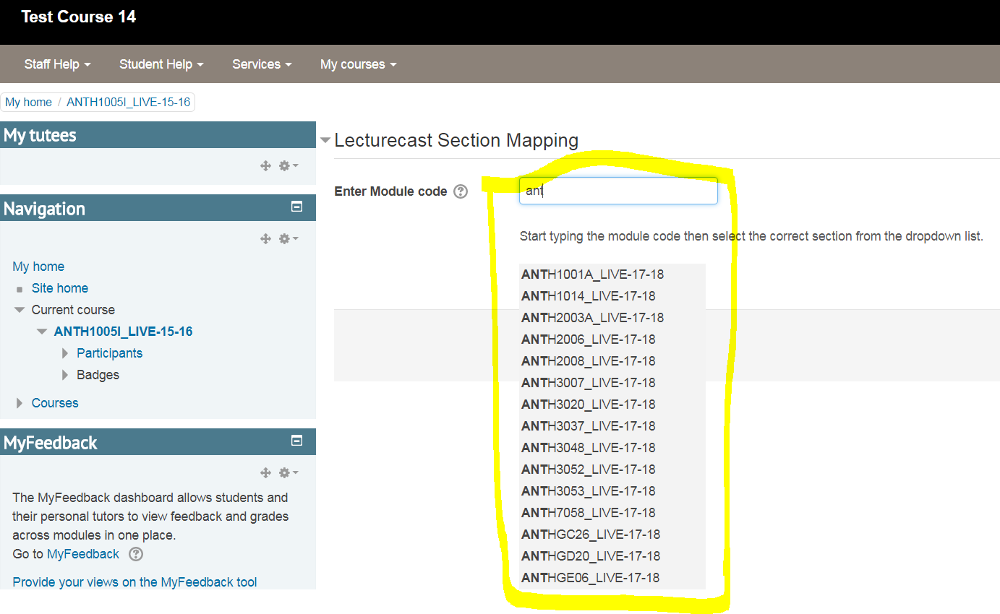 Test Course 14
Staff Help Student Help Services My courses
My home / ANTH1005I_LIVE-15-16
My tutees
Navigation
My home
Site home
Current course
ANTH1005I_LIVE-15-16
Participants
Badges
Courses
MyFeedback
The MyFeedback dashboard allows students and
their personal tutors to view feedback and grades
across modules in one place.
Go to MyFeedback ?
Provide your views on the MyFeedback tool
Lecturecast Section Mapping
Enter Module code ? ant
Start typing the module code then select the correct section from the dropdown list.
ANTH1001A_LIVE-17-18
ANTH1014_LIVE-17-18
ANTH2003A_LIVE-17-18
ANTH2006_LIVE-17-18
ANTH2008_LIVE-17-18
ANTH3007_LIVE-17-18
ANTH3020_LIVE-17-18
ANTH3037_LIVE-17-18
ANTH3048_LIVE-17-18
ANTH3052_LIVE-17-18
ANTH3053_LIVE-17-18
ANTH7058_LIVE-17-18
ANTHGC26_LIVE-17-18
ANTHGD20_LIVE-17-18
ANTHGE06_LIVE-17-18